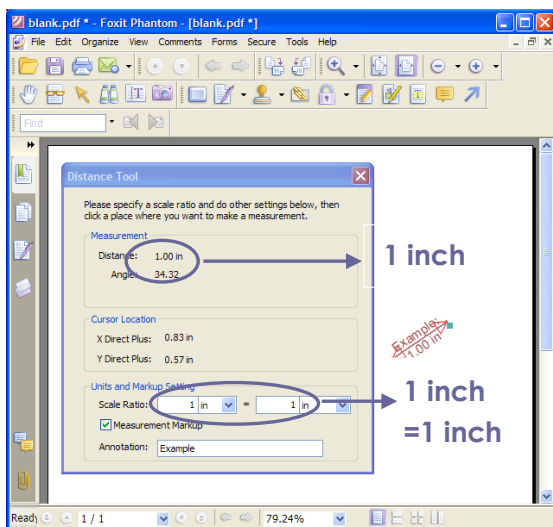 blank.pdf * - Foxit Phantom - [blank.pdf *]
File Edit Organize View Comments Forms Secure Tools Help
Find
Distance Tool
Please specify a scale ratio and do other settings below, then
click a place where you want to make a measurement.
Measurement
Distance: 1.00 in
Angle: 34.32
1 inch
Cursor Location
X Direct Plus: 0.83 in
Y Direct Plus: 0.57 in
Example:
1.00 in
Units and Markup Setting
Scale Ratio: 1 in = 1 in
Measurement Markup
Annotation: Example
1 inch
=1 inch
Ready 1 / 1 79.24%